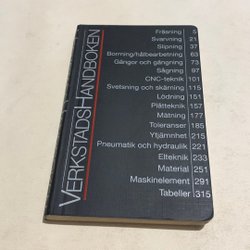 VERKSTADSHANDBOKEN
Fräsning 5
Svarvning 21
Slipning 37
Borrning/hålbearbetning 63
Gängor och gängning 73
Sågning 97
CNC-teknik 101
Svetsning och skärning 115
Lödning 151
Plåtteknik 157
Mätning 177
Toleranser 185
Ytjämnhet 215
Pneumatik och hydraulik 221
Elteknik 233
Material 251
Maskinelement 291
Tabeller 315